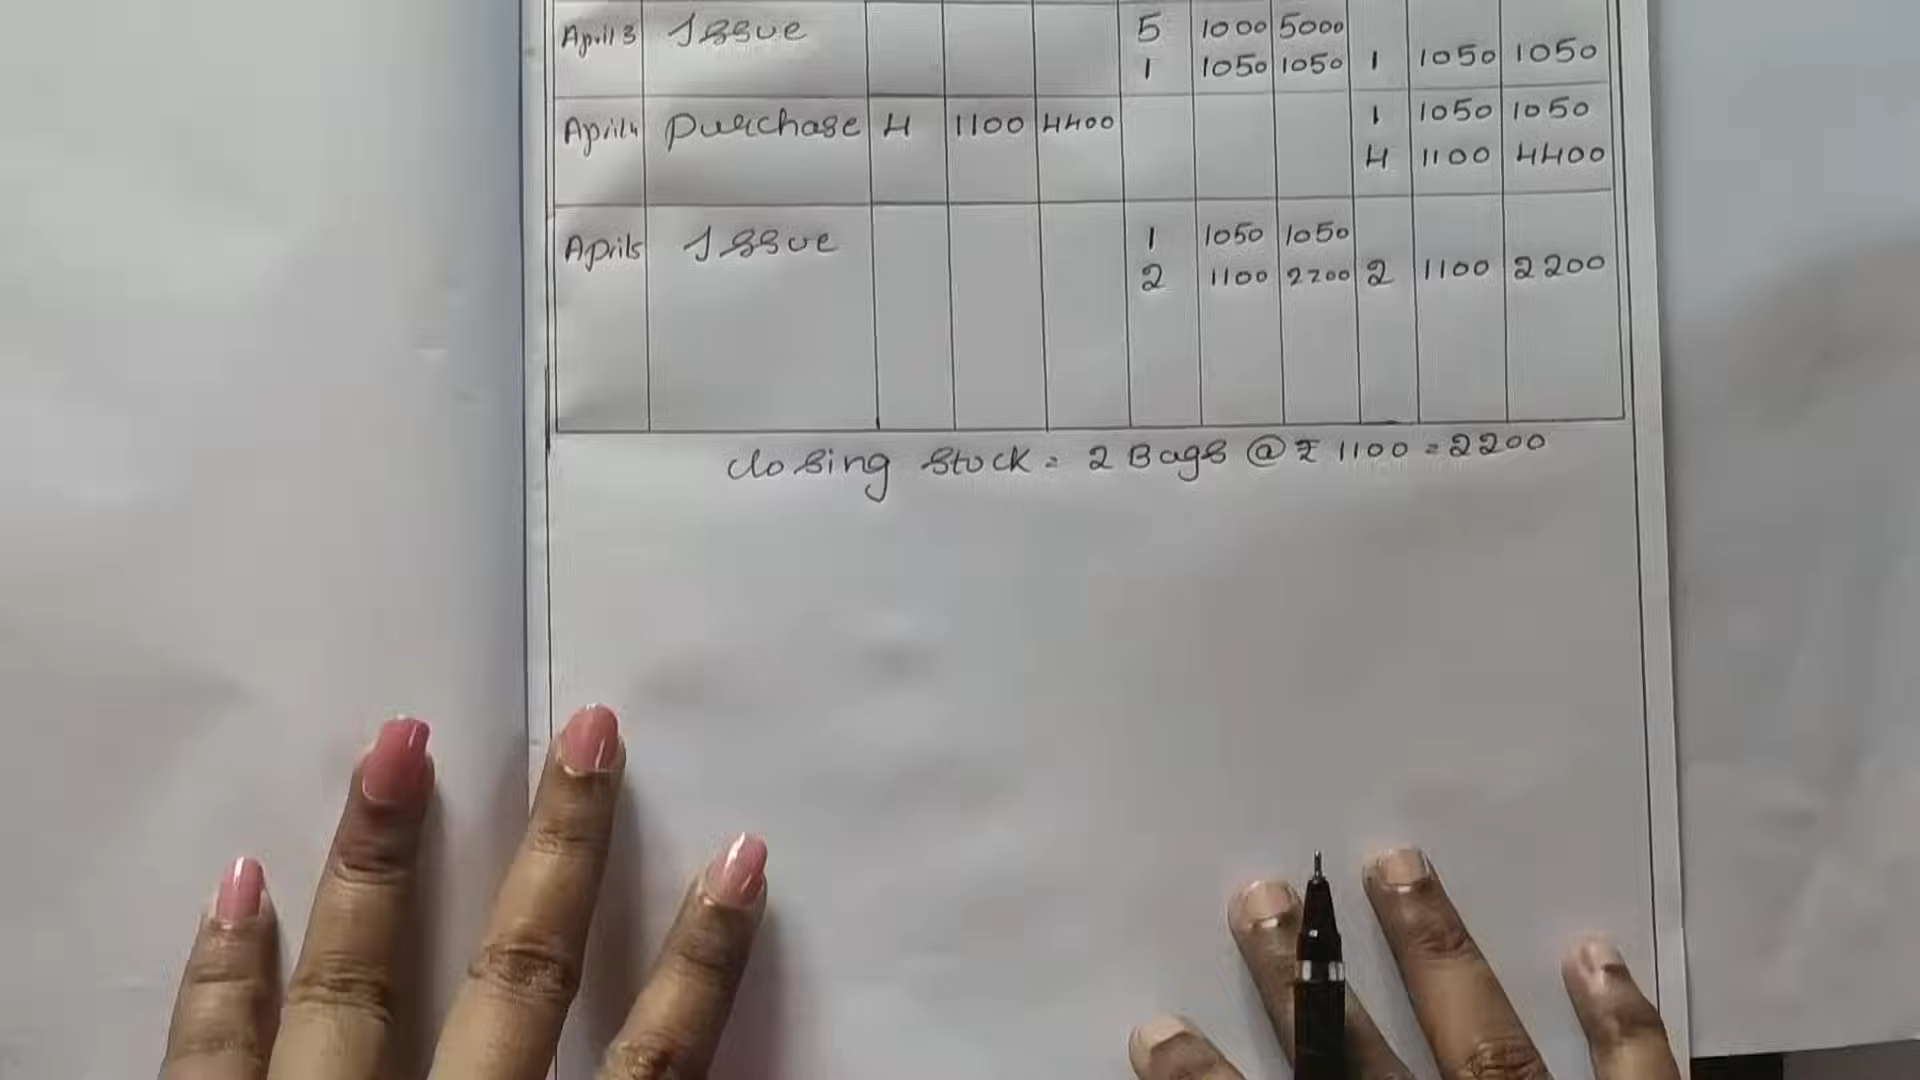 April 3 Issue 5 1000 5000
1 1050 1050 1 1050 1050
April 4 Purchase 4 1100 4400 1 1050 1050
4 1100 4400
April 5 Issue 1 1050 1050
2 1100 2200 2 1100 2200
Closing Stock = 2 Bags @ ₹ 1100 = 2200